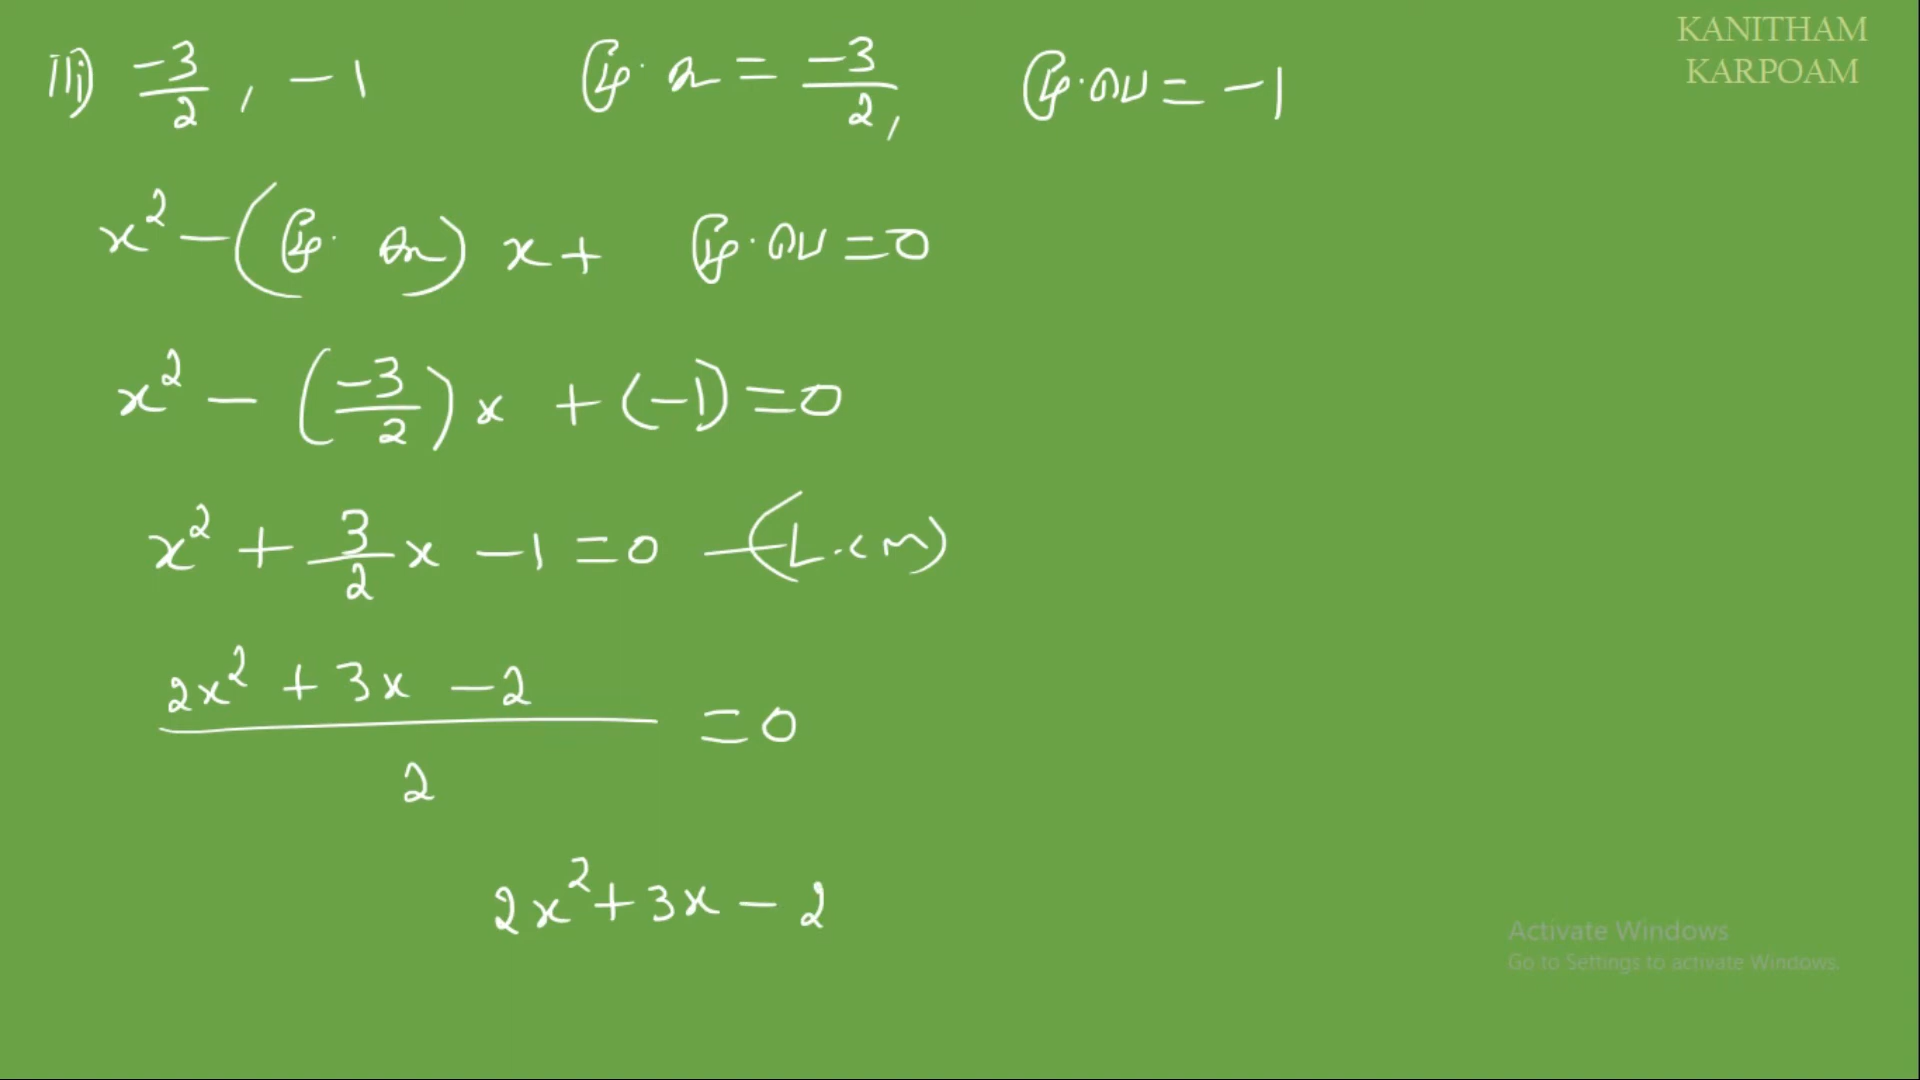 KANITHAM
KARPOAM
iii) -3/2, -1 மூ. கூ = -3/2, மூ.வ = -1
x² - (மூ. கூ) x + மூ.வ = 0
x² - (-3/2) x + (-1) = 0
x² + 3/2 x - 1 = 0 - (L.C M)
2x² + 3x - 2 / 2 = 0
2x² + 3x - 2
Activate Windows
Go to Settings to activate Windows.